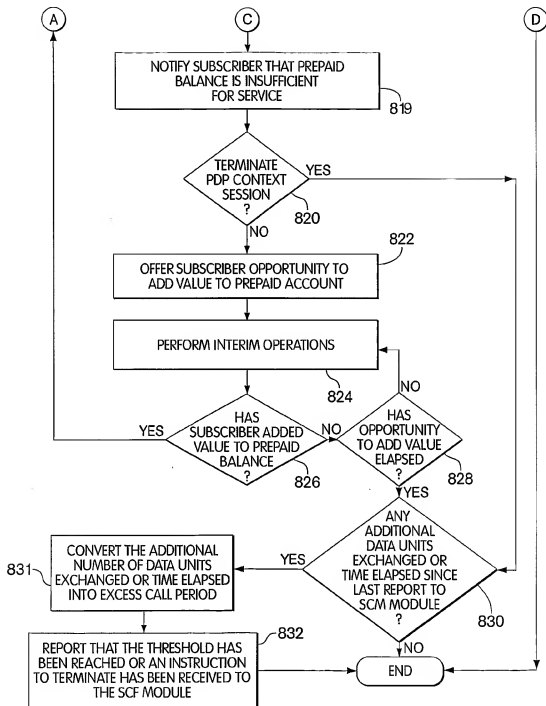 A
C
D
NOTIFY SUBSCRIBER THAT PREPAID
BALANCE IS INSUFFICIENT
FOR SERVICE
819
TERMINATE
PDP CONTEXT
SESSION
?
YES
820
NO
822
OFFER SUBSCRIBER OPPORTUNITY TO
ADD VALUE TO PREPAID ACCOUNT
PERFORM INTERIM OPERATIONS
824
NO
YES
HAS
SUBSCRIBER ADDED
VALUE TO PREPAID
BALANCE
?
NO
826
HAS
OPPORTUNITY
TO ADD VALUE
ELAPSED
?
828
YES
ANY
ADDITIONAL
DATA UNITS
EXCHANGED OR
TIME ELAPSED SINCE
LAST REPORT TO
SCM MODULE
?
830
YES
831
CONVERT THE ADDITIONAL
NUMBER OF DATA UNITS
EXCHANGED OR TIME ELAPSED
INTO EXCESS CALL PERIOD
832
REPORT THAT THE THRESHOLD HAS
BEEN REACHED OR AN INSTRUCTION
TO TERMINATE HAS BEEN RECEIVED TO
THE SCF MODULE
NO
END